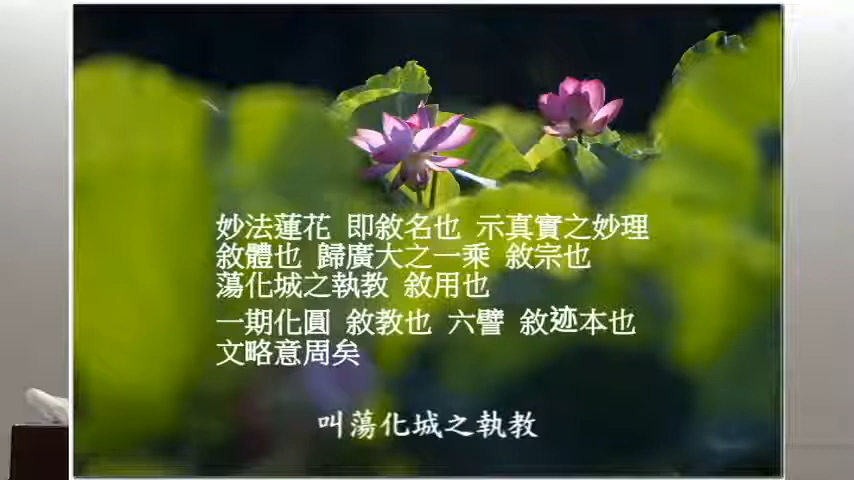 妙法蓮花 即敘名也 示真實之妙理
敘體也 歸廣大之一乘 敘宗也
蕩化城之執教 敘用也
一期化圓 敘教也 六譬 敘迹本也
文略意周矣
叫蕩化城之執教